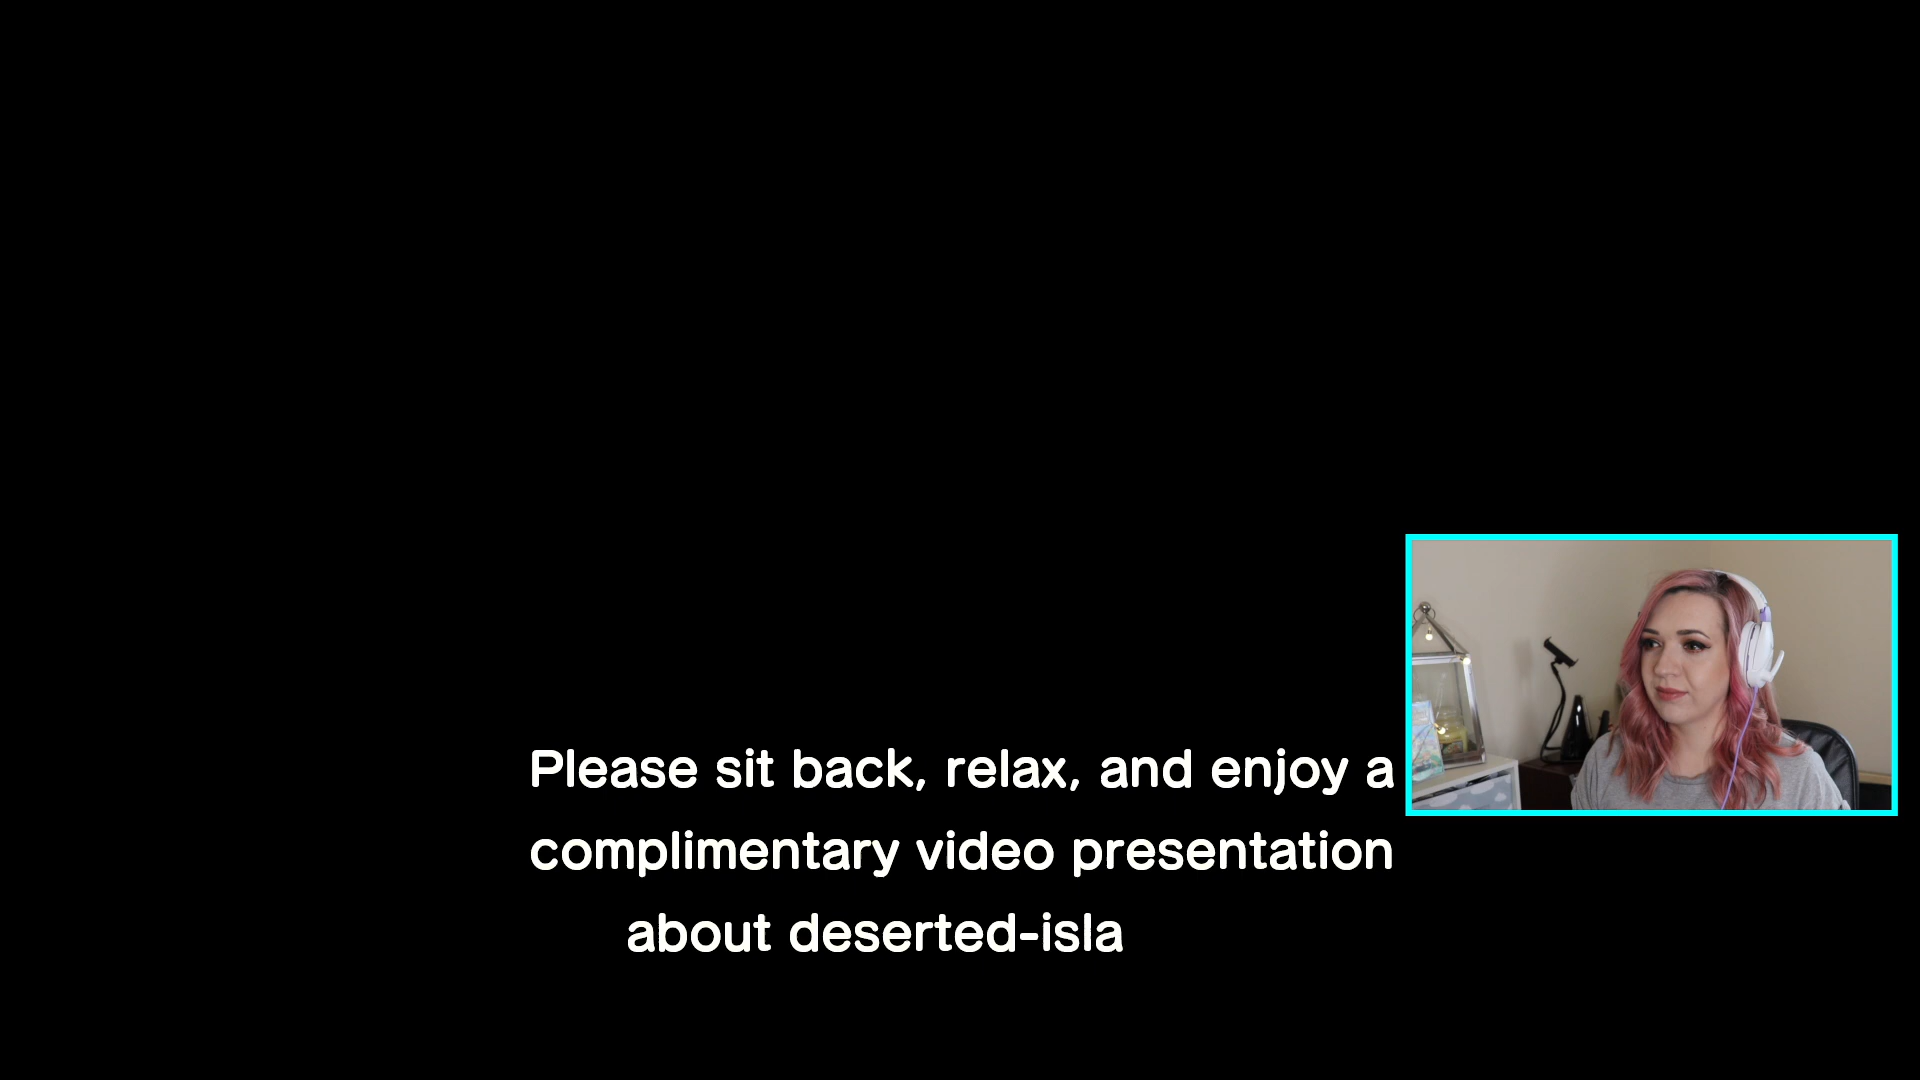 Please sit back, relax, and enjoy a
complimentary video presentation
about deserted-isla